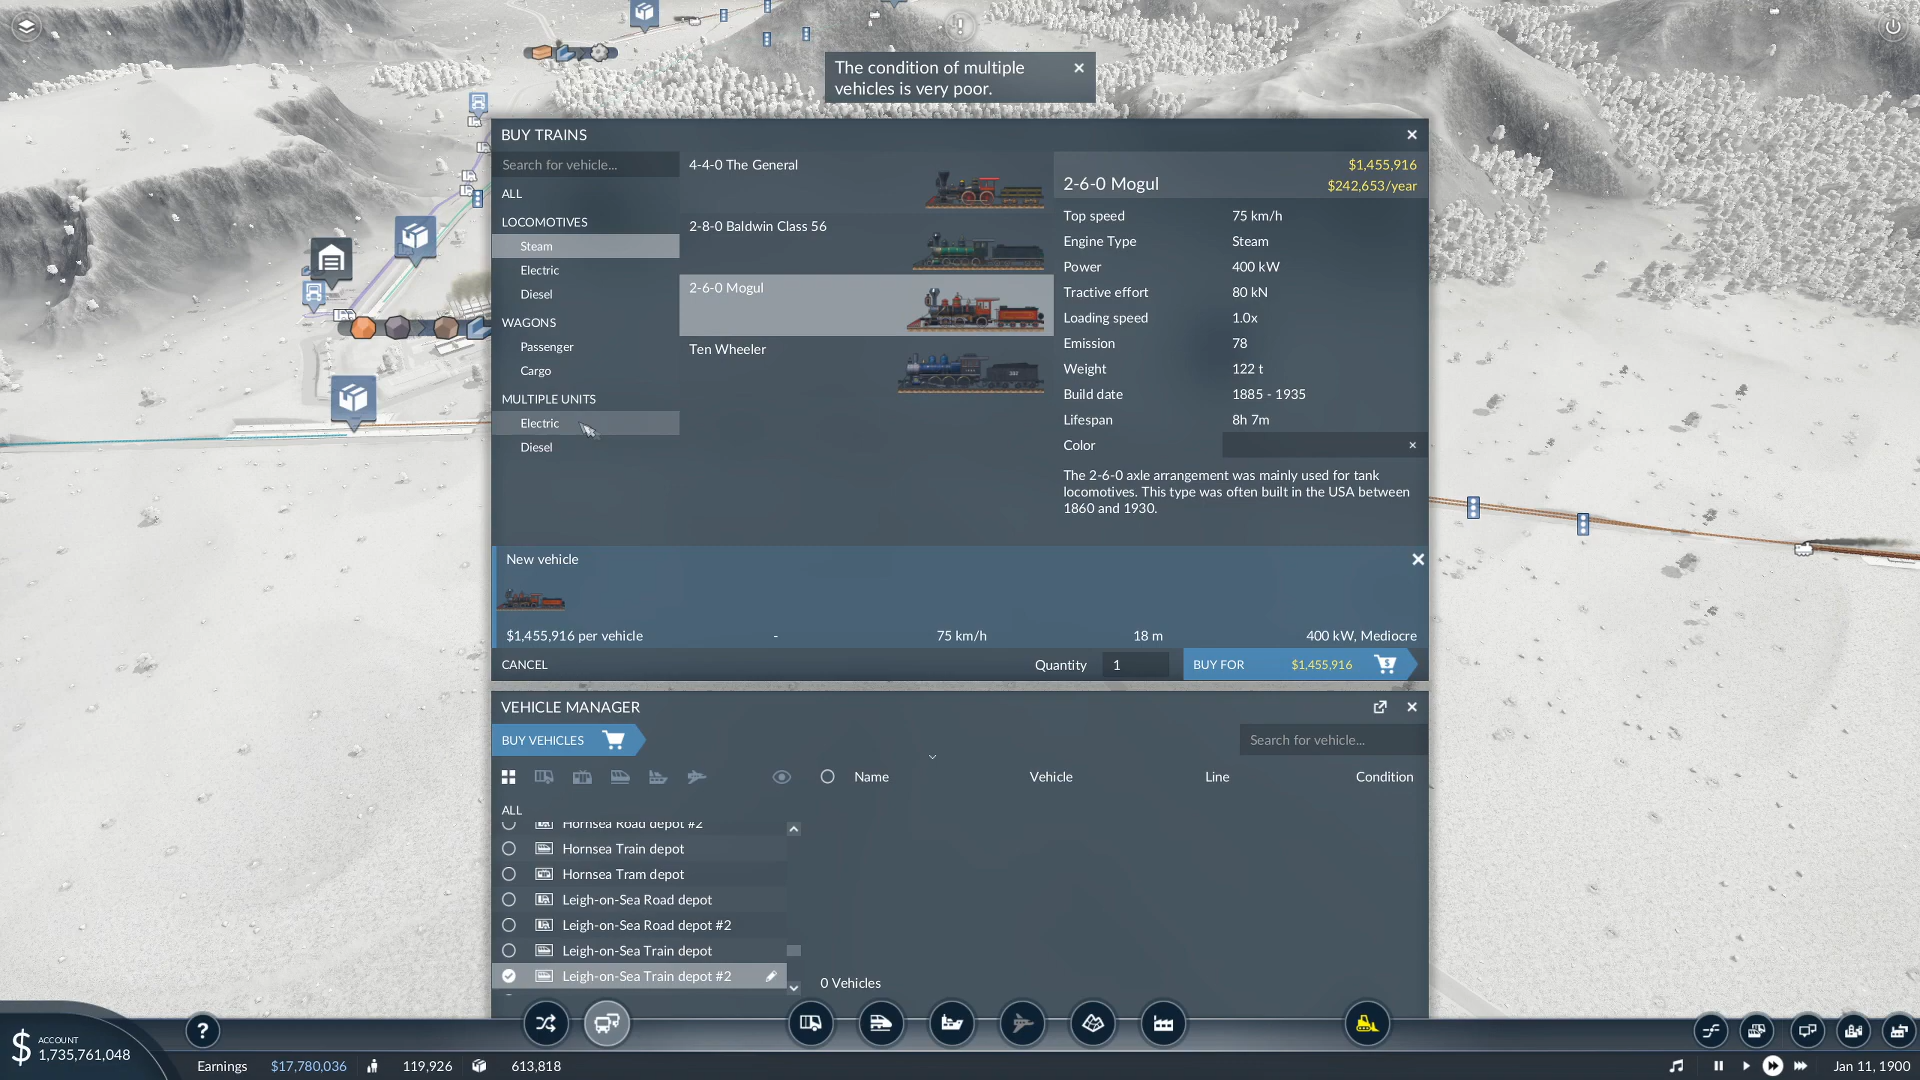 The condition of multiple
vehicles is very poor.
BUY TRAINS
Search for vehicle...
ALL
LOCOMOTIVES
Steam
Electric
Diesel
WAGONS
Passenger
Cargo
MULTIPLE UNITS
Electric
Diesel
4-4-0 The General
2-8-0 Baldwin Class 56
2-6-0 Mogul
Ten Wheeler
$1,455,916
2-6-0 Mogul
$242,653/year
Top speed 75 km/h
Engine Type Steam
Power 400 kW
Tractive effort 80 kN
Loading speed 1.0x
Emission 78
Weight 122 t
Build date 1885 - 1935
Lifespan 8h 7m
Color
The 2-6-0 axle arrangement was mainly used for tank
locomotives. This type was often built in the USA between
1860 and 1930.
New vehicle
$1,455,916 per vehicle - 75 km/h 18 m 400 kW, Mediocre
CANCEL Quantity 1 BUY FOR $1,455,916
VEHICLE MANAGER
BUY VEHICLES
Search for vehicle...
Name Vehicle Line Condition
ALL
Hornsea Road depot #2
Hornsea Train depot
Hornsea Tram depot
Leigh-on-Sea Road depot
Leigh-on-Sea Road depot #2
Leigh-on-Sea Train depot
Leigh-on-Sea Train depot #2
0 Vehicles
$ ACCOUNT
1,735,761,048
?
Earnings $17,780,036 119,926 613,818
Jan 11, 1900